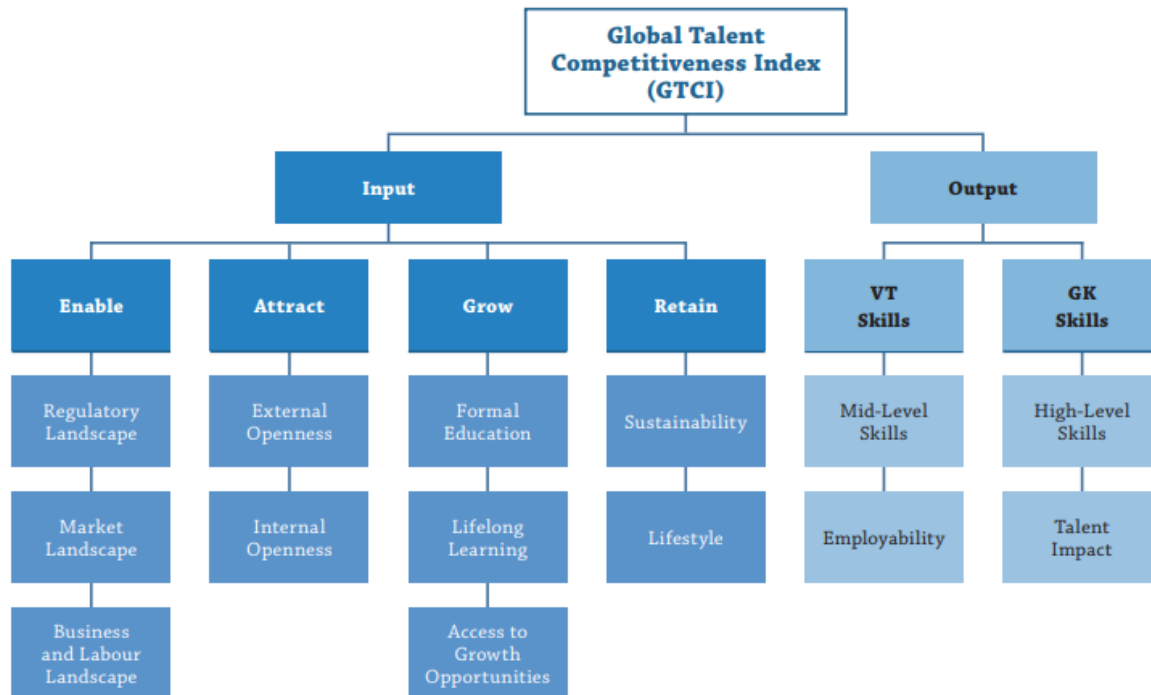 Global Talent
Competitiveness Index
(GTCI)
Input
Output
Enable
Attract
Grow
Retain
VT
Skills
GK
Skills
Regulatory
Landscape
External
Openness
Formal
Education
Sustainability
Mid-Level
Skills
High-Level
Skills
Market
Landscape
Internal
Openness
Lifelong
Learning
Lifestyle
Employability
Talent
Impact
Business
and Labour
Landscape
Access to
Growth
Opportunities